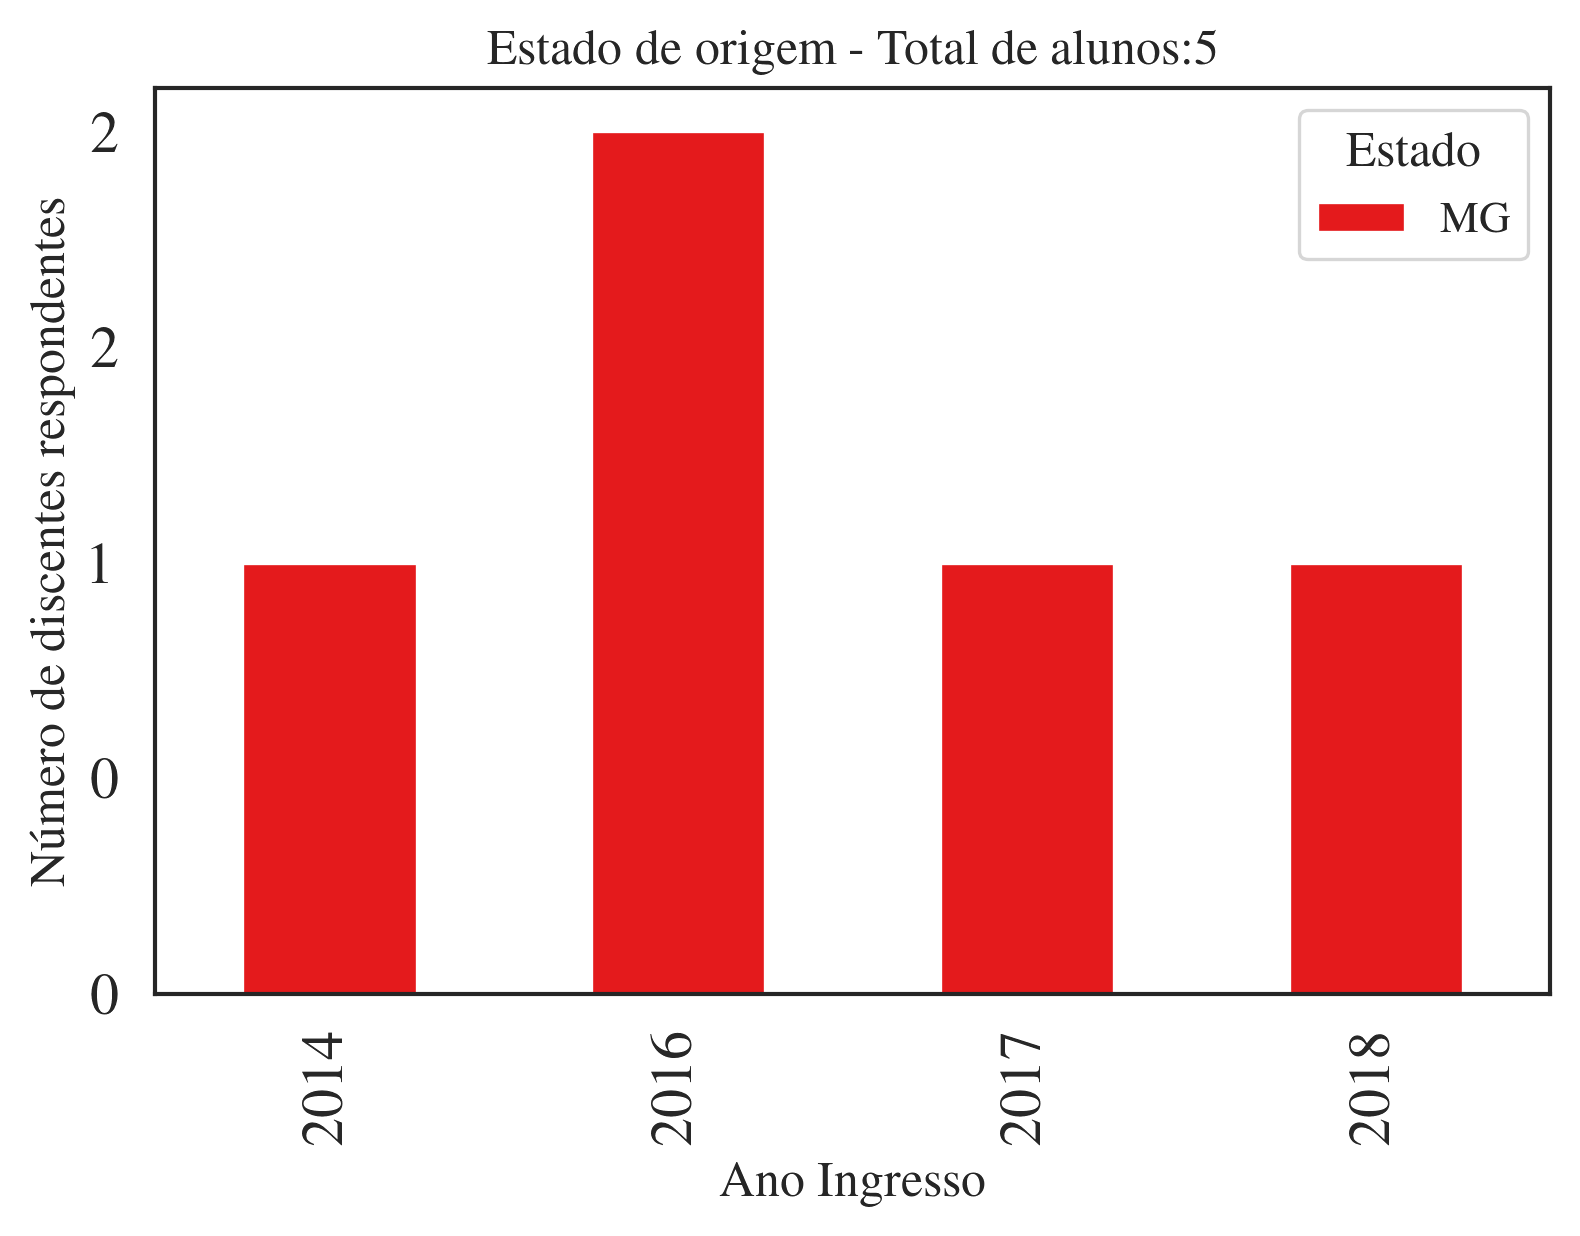 Estado de origem - Total de alunos:5
Estado
MG
Número de discentes respondentes
2
2
1
0
0
2014
2016
2017
2018
Ano Ingresso